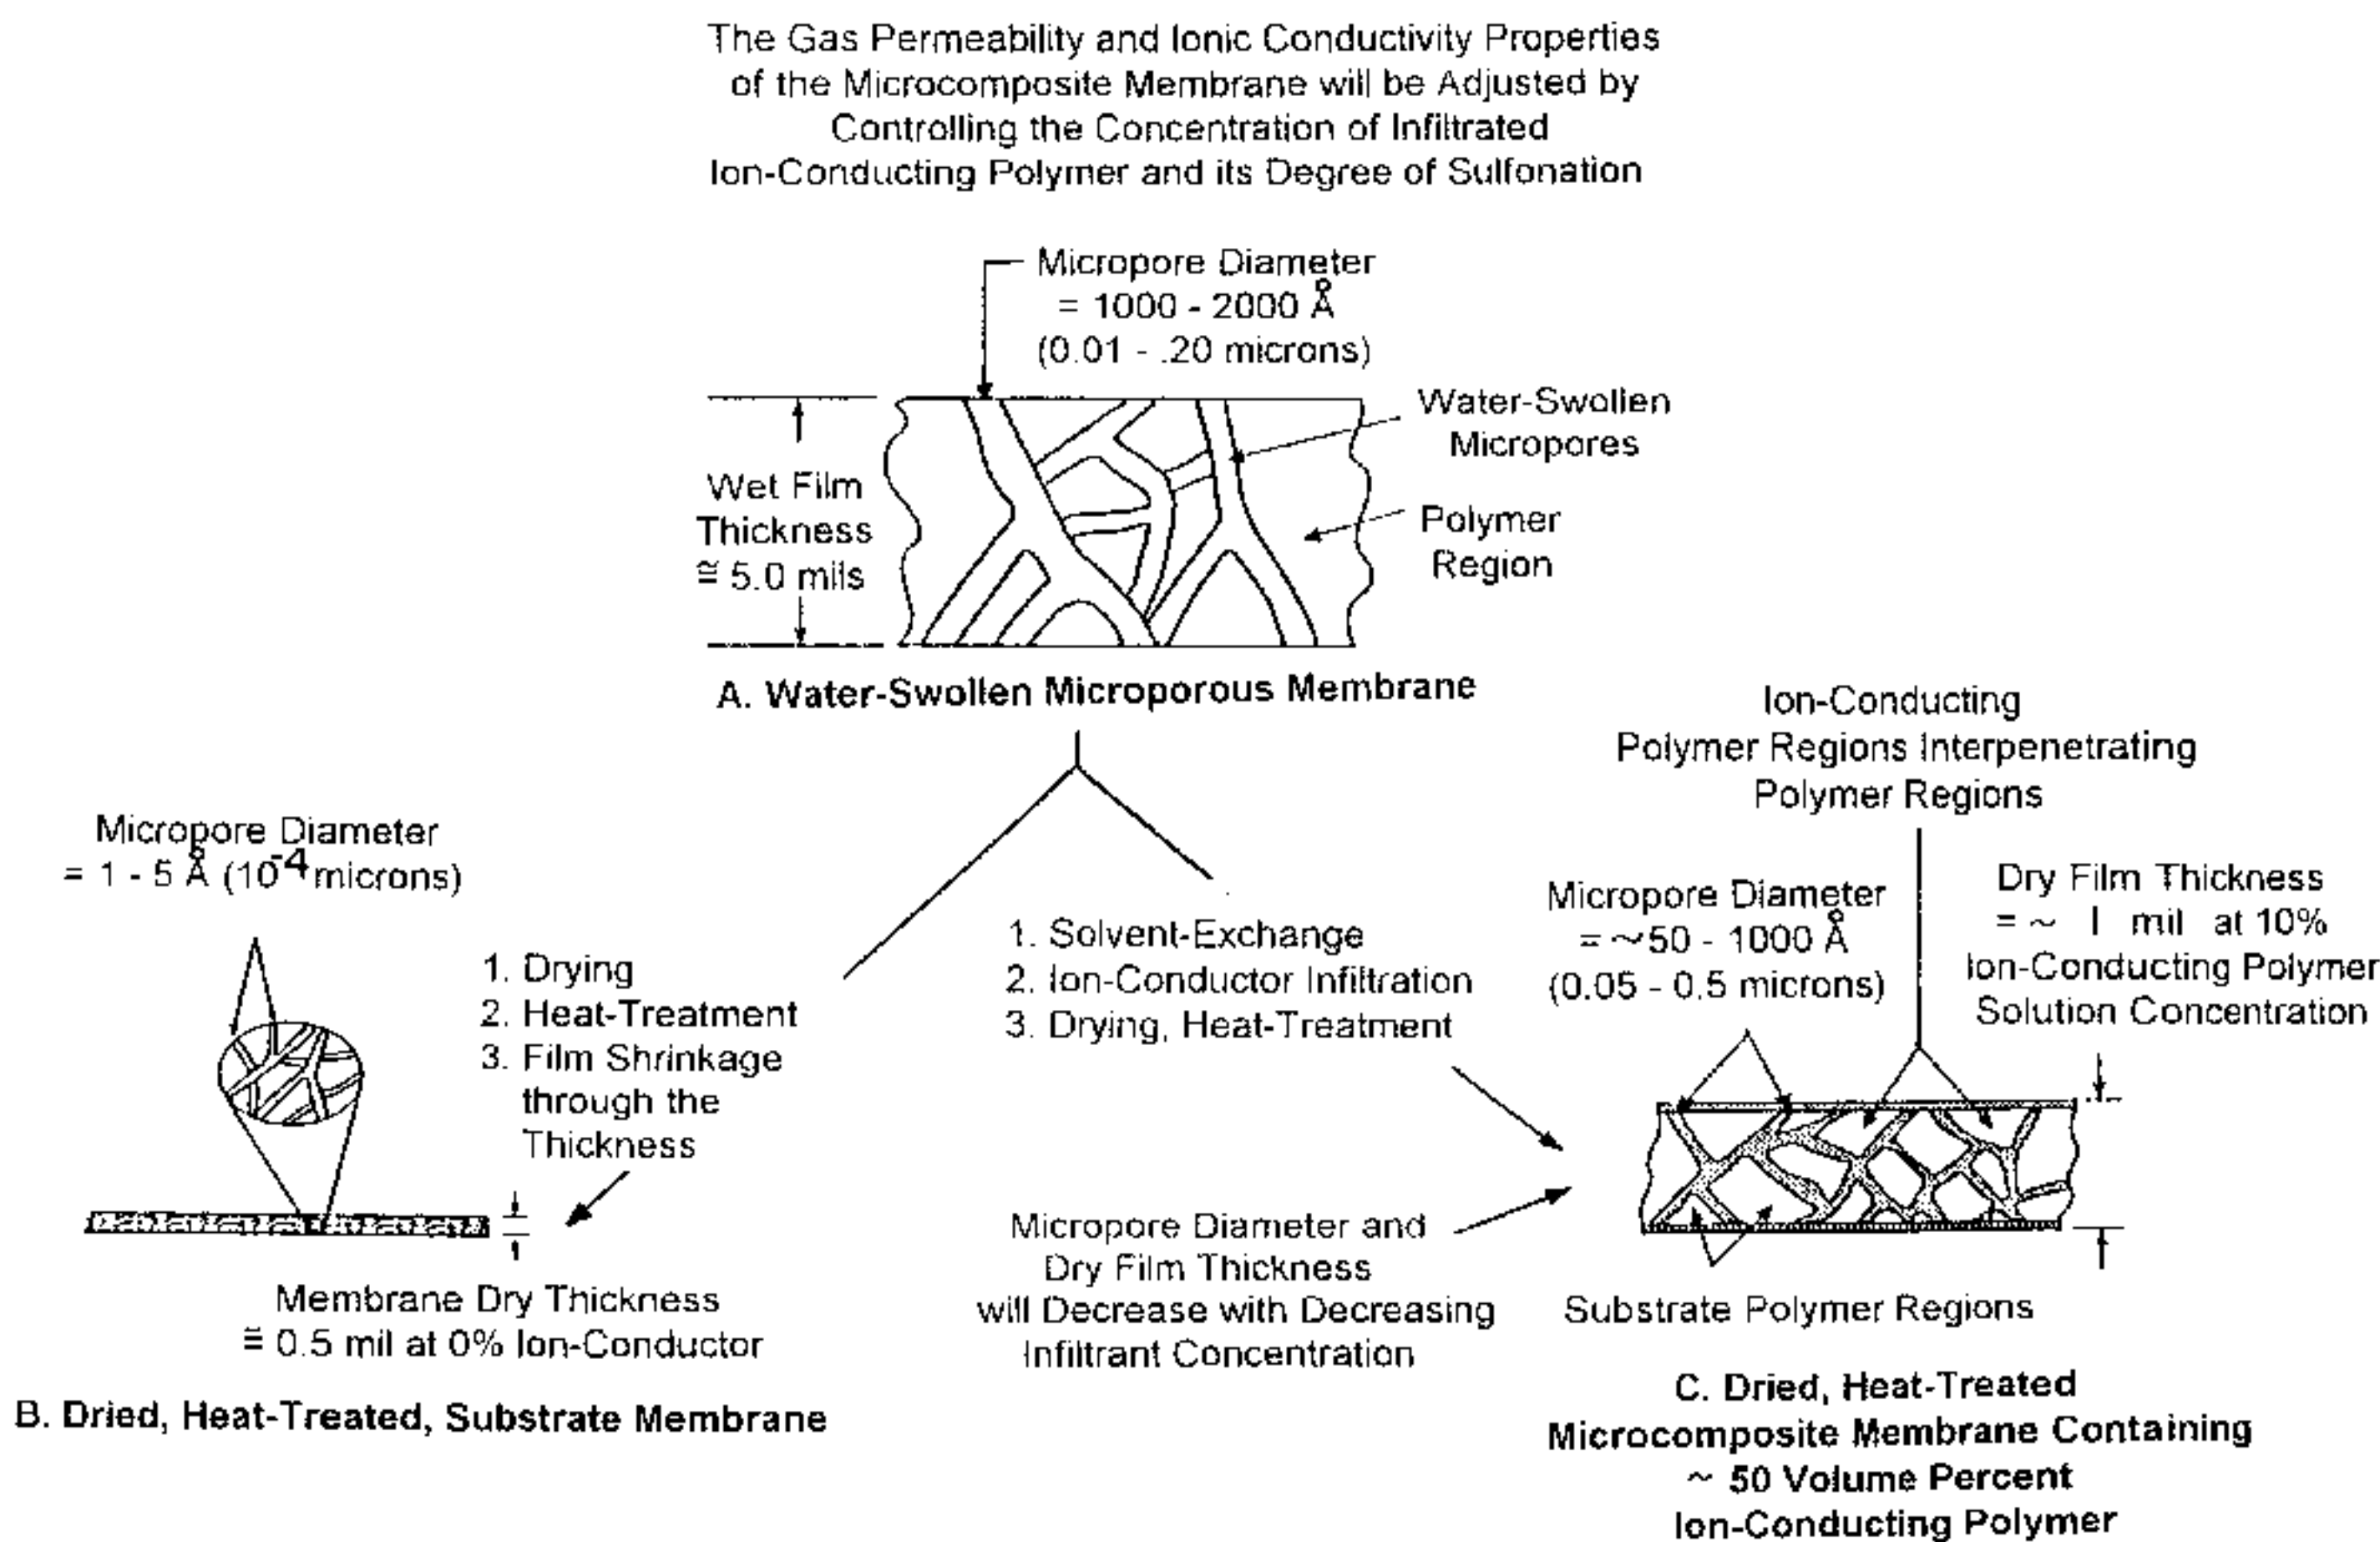 The Gas Permeability and Ionic Conductivity Properties
of the Microcomposite Membrane will be Adjusted by
Controlling the Concentration of Infiltrated
Ion-Conducting Polymer and its Degree of Sulfonation
Micropore Diameter
= 1000 - 2000 Å
(0.01 - .20 microns)
Water-Swollen
Micropores
Wet Film
Thickness
≅ 5.0 mils
Polymer
Region
A. Water-Swollen Microporous Membrane
Ion-Conducting
Polymer Regions Interpenetrating
Polymer Regions
Micropore Diameter
= 1 - 5 Å (10⁻⁴ microns)
1. Drying
2. Heat-Treatment
3. Film Shrinkage
through the
Thickness
1. Solvent-Exchange
2. Ion-Conductor Infiltration
3. Drying, Heat-Treatment
Micropore Diameter
= ~50 - 1000 Å
(0.05 - 0.5 microns)
Dry Film Thickness
= ~ 1 mil at 10%
Ion-Conducting Polymer
Solution Concentration
Membrane Dry Thickness
≅ 0.5 mil at 0% Ion-Conductor
B. Dried, Heat-Treated, Substrate Membrane
Micropore Diameter and
Dry Film Thickness
will Decrease with Decreasing
Infiltrant Concentration
Substrate Polymer Regions
C. Dried, Heat-Treated
Microcomposite Membrane Containing
~ 50 Volume Percent
Ion-Conducting Polymer